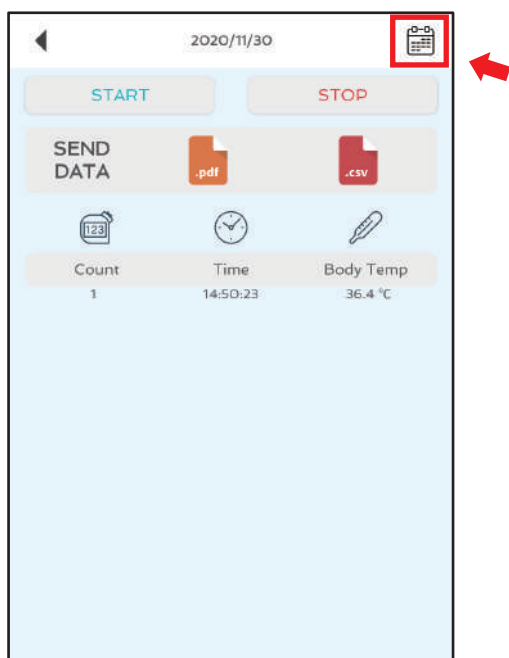 2020/11/30
START STOP
SEND
DATA
.pdf .csv
123
Count Time Body Temp
1 14:50:23 36.4 °C